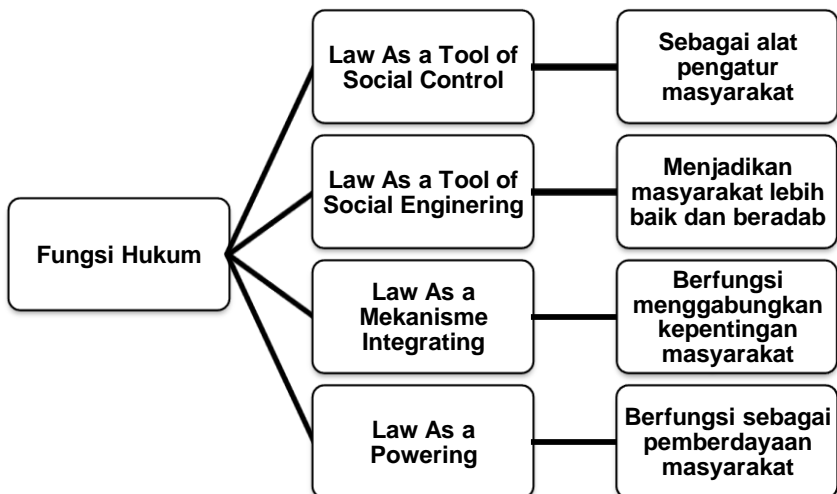 Fungsi Hukum
Law As a Tool of
Social Control
Sebagai alat
pengatur
masyarakat
Law As a Tool of
Social Enginering
Menjadikan
masyarakat lebih
baik dan beradab
Law As a
Mekanisme
Integrating
Berfungsi
menggabungkan
kepentingan
masyarakat
Law As a
Powering
Berfungsi sebagai
pemberdayaan
masyarakat